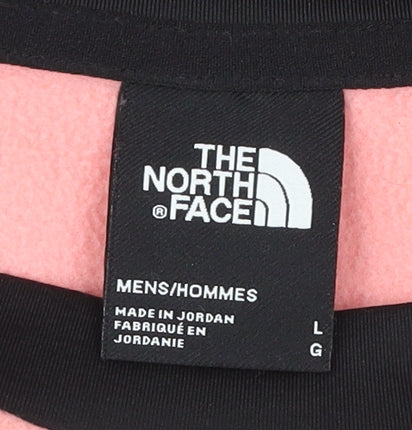 THE
NORTH
®FACE
MENS/HOMMES
MADE IN JORDAN
FABRIQUÉ EN
JORDANIE
L
G